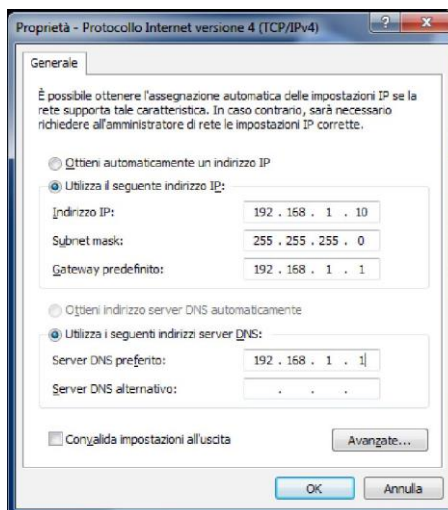 Proprietà - Protocollo Internet versione 4 (TCP/IPv4)
Generale
È possibile ottenere l'assegnazione automatica delle impostazioni IP se la
rete supporta tale caratteristica. In caso contrario, sarà necessario
richiedere all'amministratore di rete le impostazioni IP corrette.
Ottieni automaticamente un indirizzo IP
Utilizza il seguente indirizzo IP:
Indirizzo IP: 192 . 168 . 1 . 10
Subnet mask: 255 . 255 . 255 . 0
Gateway predefinito: 192 . 168 . 1 . 1
Ottieni indirizzo server DNS automaticamente
Utilizza i seguenti indirizzi server DNS:
Server DNS preferito: 192 . 168 . 1 . 1
Server DNS alternativo: . . .
Convalida impostazioni all'uscita
Avanzate...
OK Annulla